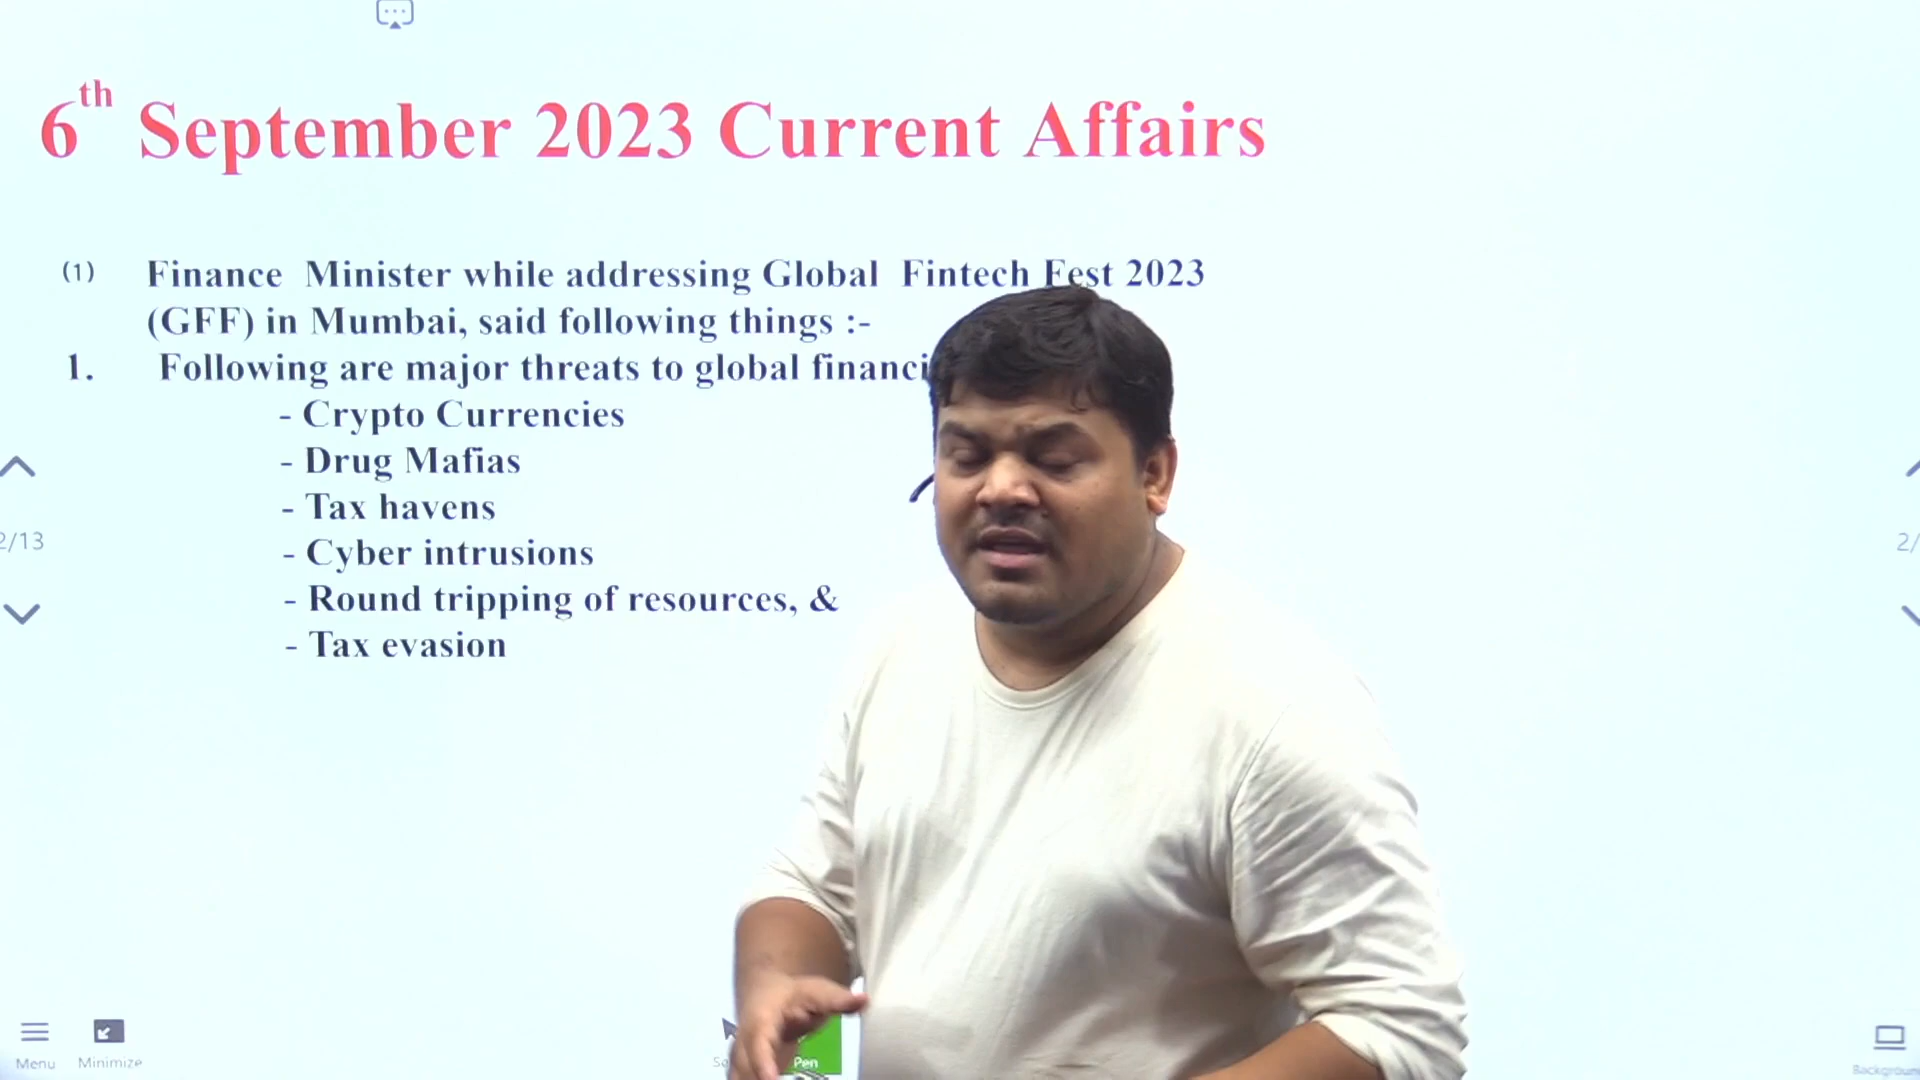 6th September 2023 Current Affairs
(1) Finance Minister while addressing Global Fintech Fest 2023
(GFF) in Mumbai, said following things :-
1. Following are major threats to global
- Crypto Currencies
- Drug Mafias
- Tax havens
- Cyber intrusions
- Round tripping of resources, &
- Tax evasion
2/13
Menu Minimize Pen